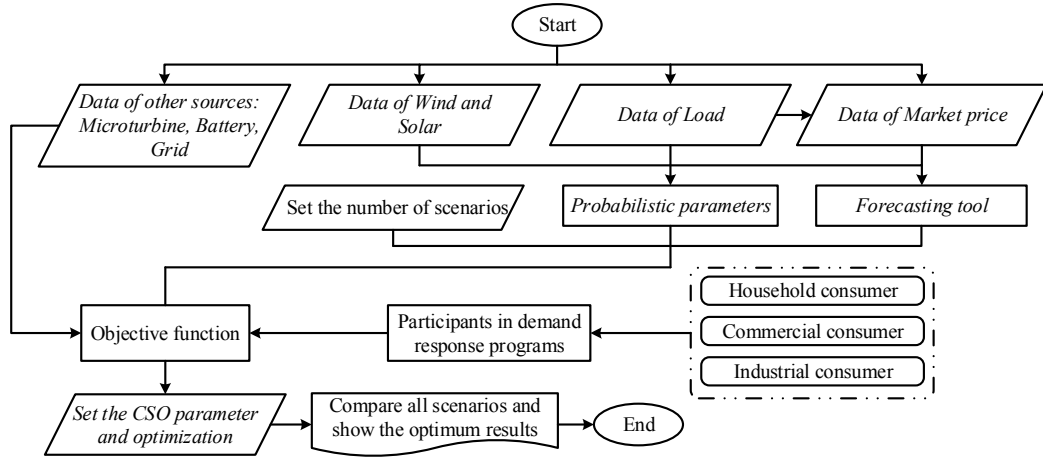 Start
Data of other sources:
Microturbine, Battery,
Grid
Data of Wind and
Solar
Data of Load
Data of Market price
Set the number of scenarios
Probabilistic parameters
Forecasting tool
Household consumer
Commercial consumer
Industrial consumer
Objective function
Participants in demand
response programs
Set the CSO parameter
and optimization
Compare all scenarios and
show the optimum results
End